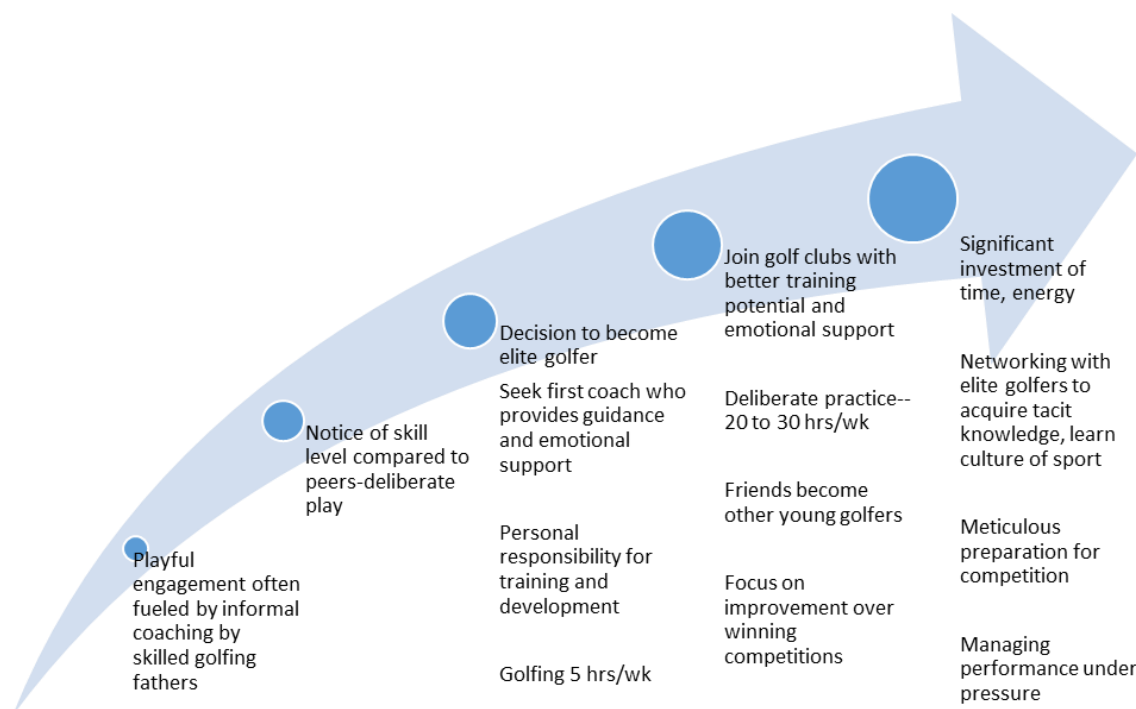 Playful
engagement often
fueled by informal
coaching by
skilled golfing
fathers
Notice of skill
level compared to
peers-deliberate
play
Decision to become
elite golfer
Seek first coach who
provides guidance
and emotional
support
Personal
responsibility for
training and
development
Golfing 5 hrs/wk
Join golf clubs with
better training
potential and
emotional support
Deliberate practice--
20 to 30 hrs/wk
Friends become
other young golfers
Focus on
improvement over
winning
competitions
Significant
investment of
time, energy
Networking with
elite golfers to
acquire tacit
knowledge, learn
culture of sport
Meticulous
preparation for
competition
Managing
performance under
pressure